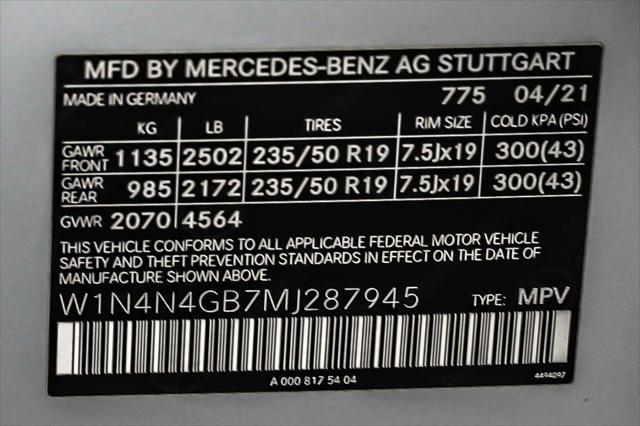 MFD BY MERCEDES-BENZ AG STUTTGART
MADE IN GERMANY 775 04/21
KG LB TIRES RIM SIZE COLD KPA (PSI)
GAWR FRONT 1135 2502 235/50 R19 7.5Jx19 300(43)
GAWR REAR 985 2172 235/50 R19 7.5Jx19 300(43)
GVWR 2070 4564
THIS VEHICLE CONFORMS TO ALL APPLICABLE FEDERAL MOTOR VEHICLE
SAFETY AND THEFT PREVENTION STANDARDS IN EFFECT ON THE DATE OF
MANUFACTURE SHOWN ABOVE.
W1N4N4GB7MJ287945 TYPE: MPV
A 000 817 54 04
4494097